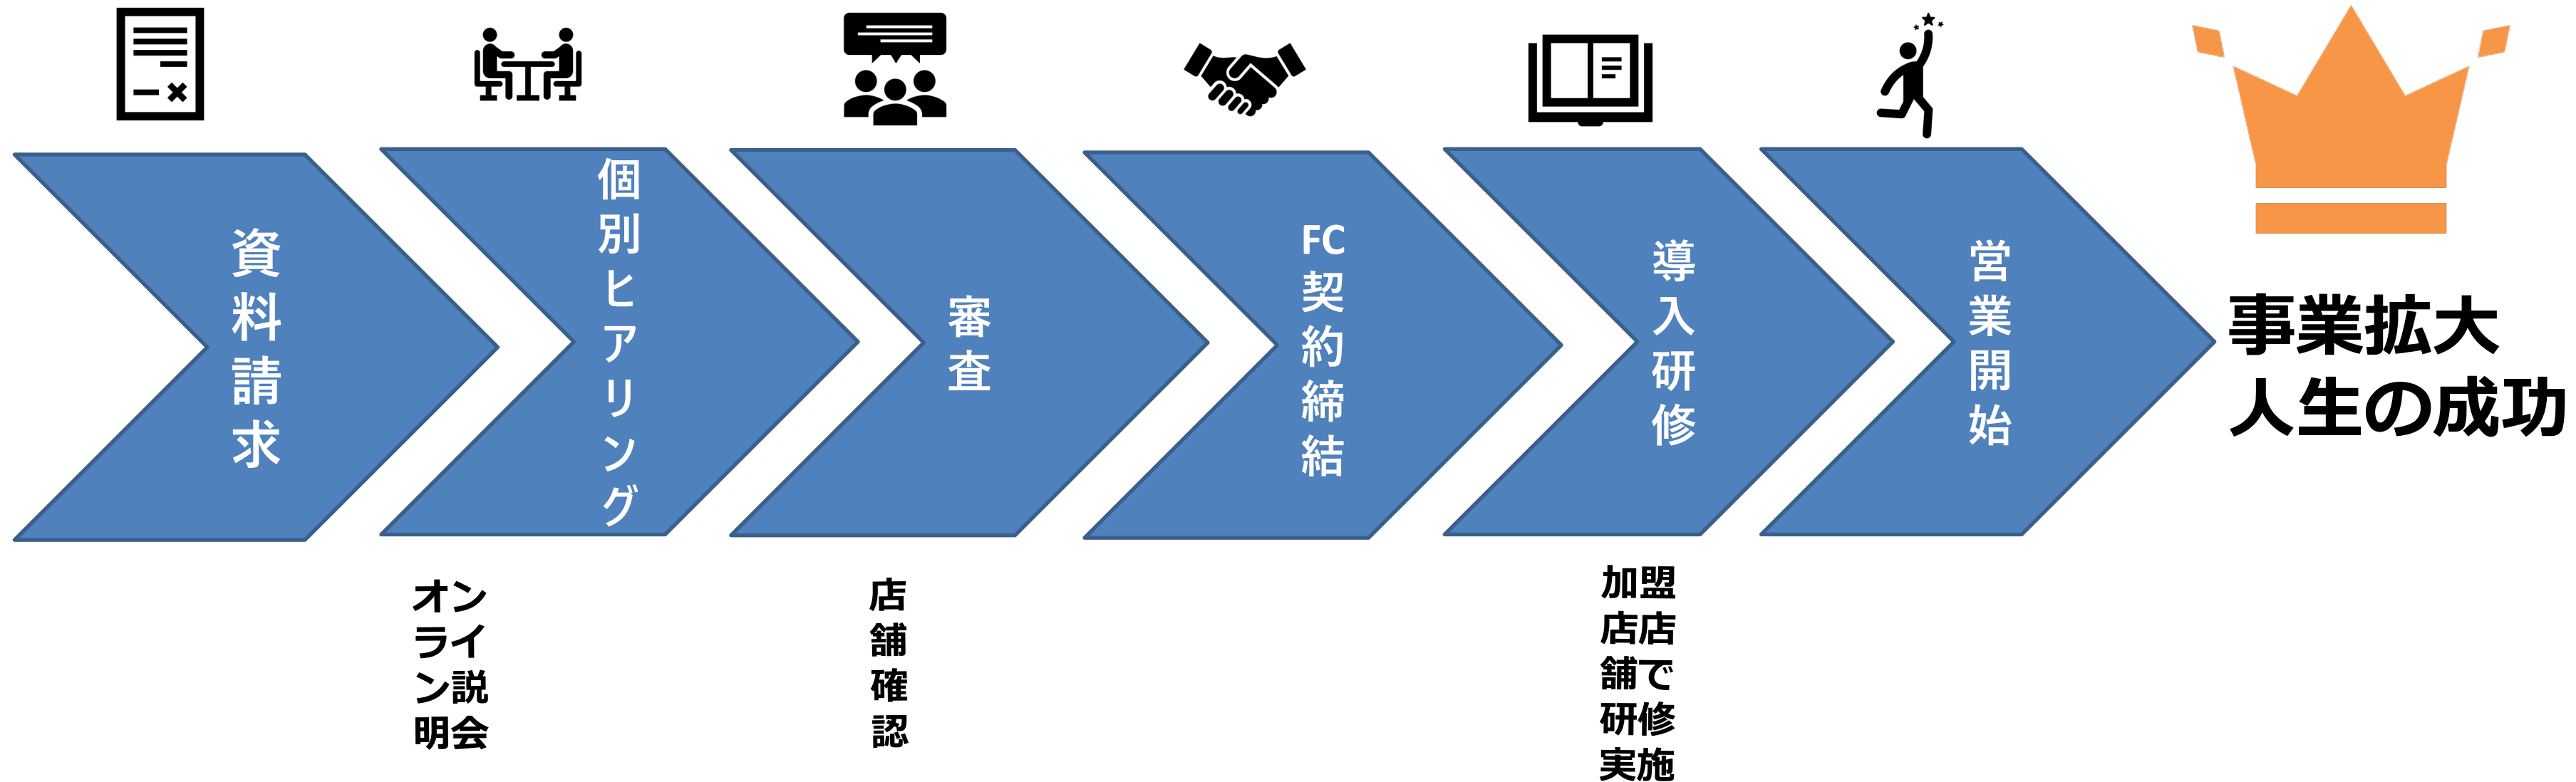 資料請求
個別ヒアリング
審査
FC契約締結
導入研修
営業開始
事業拡大
人生の成功
オン
ライ
ン説
明会
店舗確認
加盟
店店
舗で
研修
実施